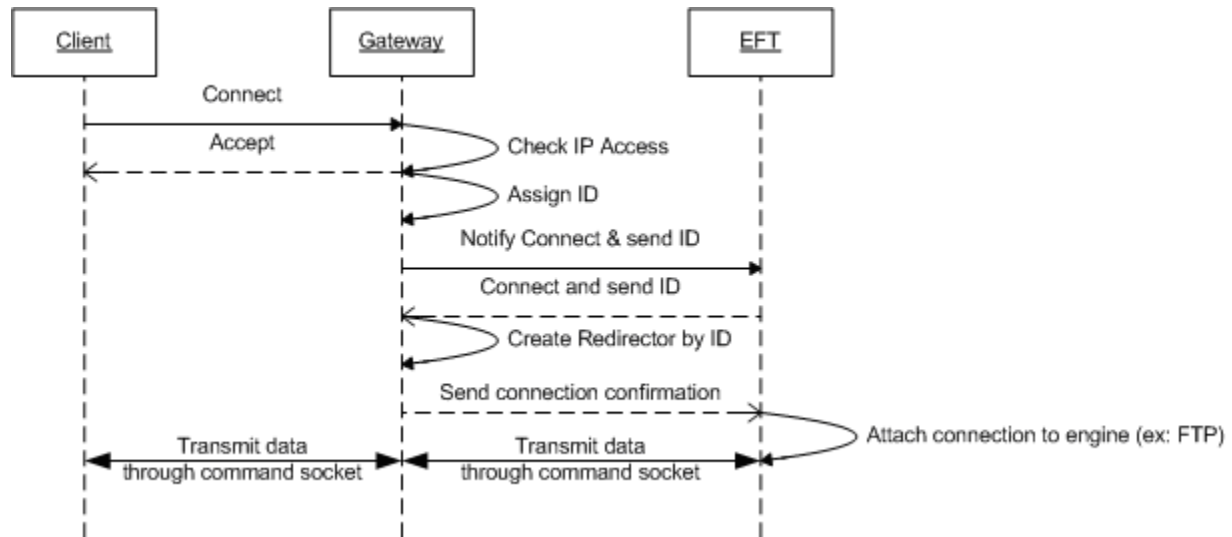 Client
Gateway
EFT
Connect
Accept
Check IP Access
Assign ID
Notify Connect & send ID
Connect and send ID
Create Redirector by ID
Send connection confirmation
Attach connection to engine (ex: FTP)
Transmit data
through command socket
Transmit data
through command socket